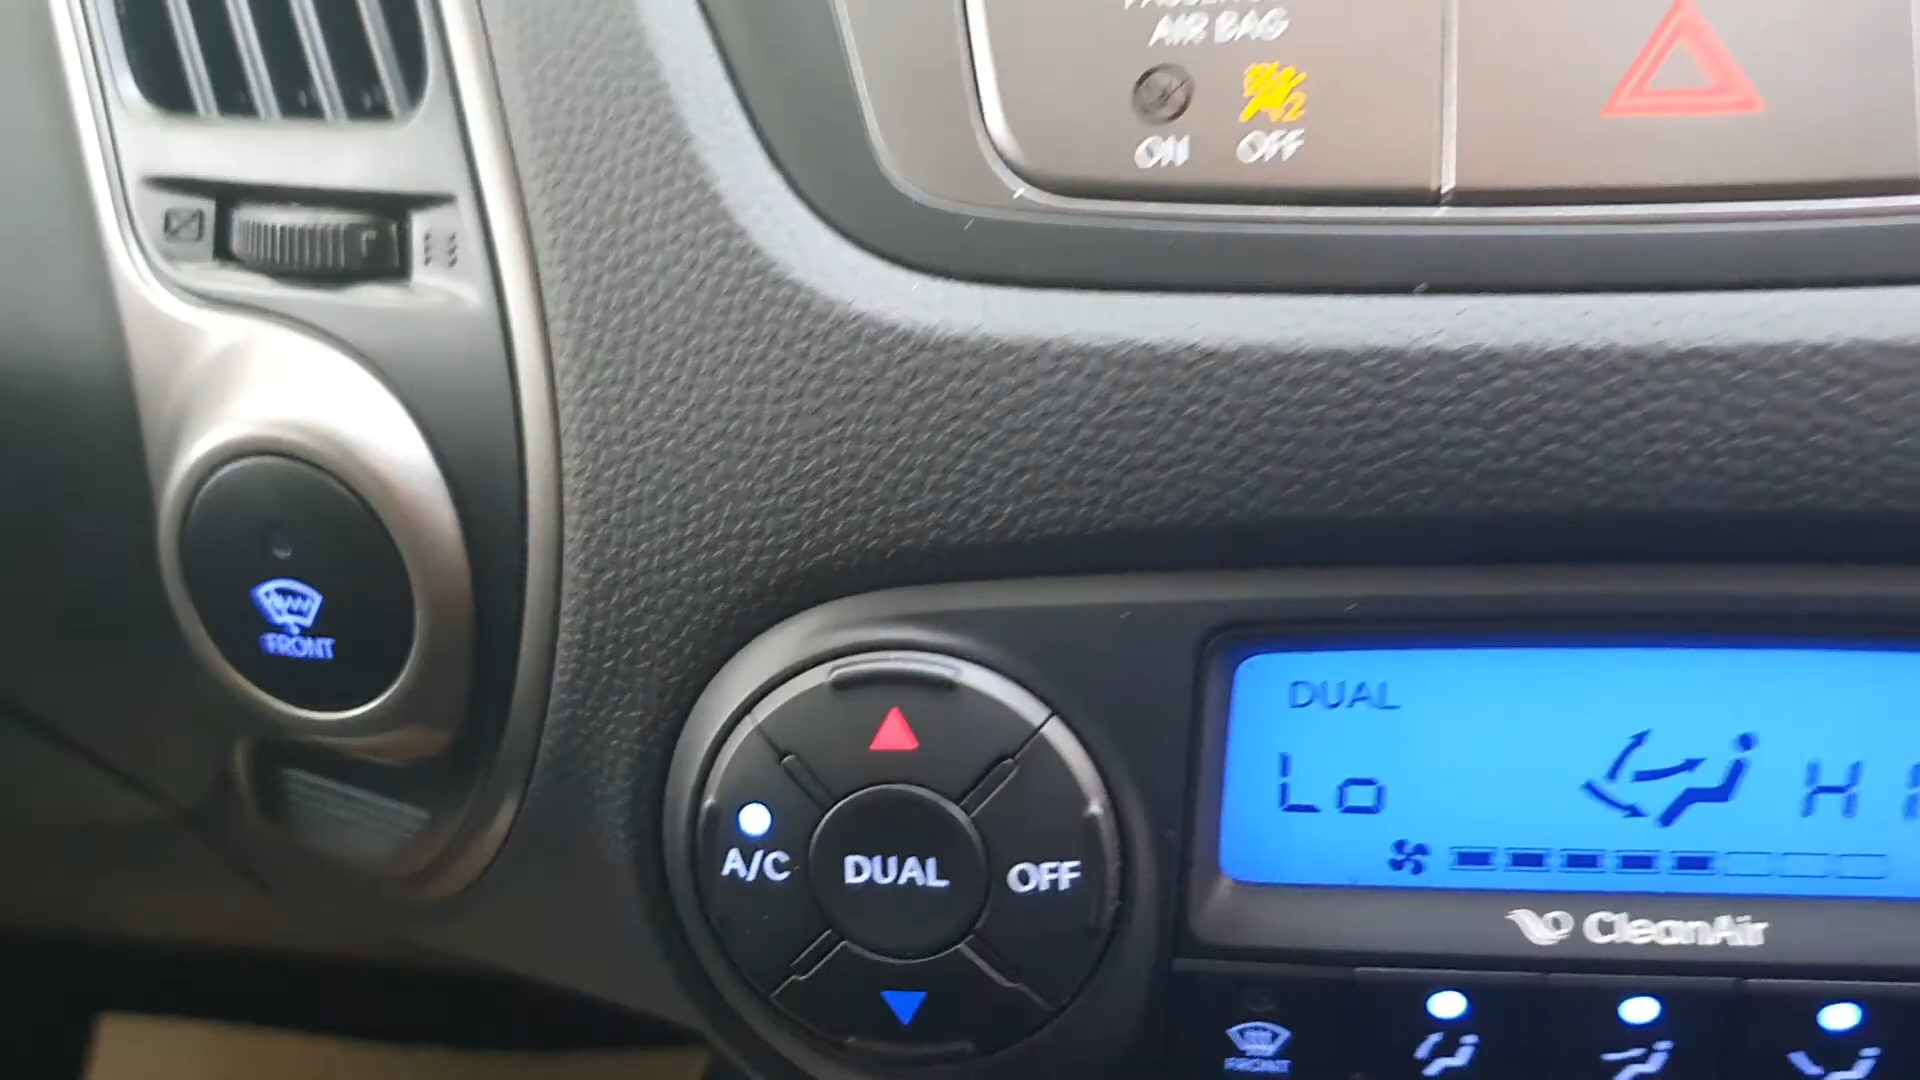 AIR BAG
ON OFF
FRONT
DUAL
Lo
A/C DUAL OFF
CleanAir
FRONT